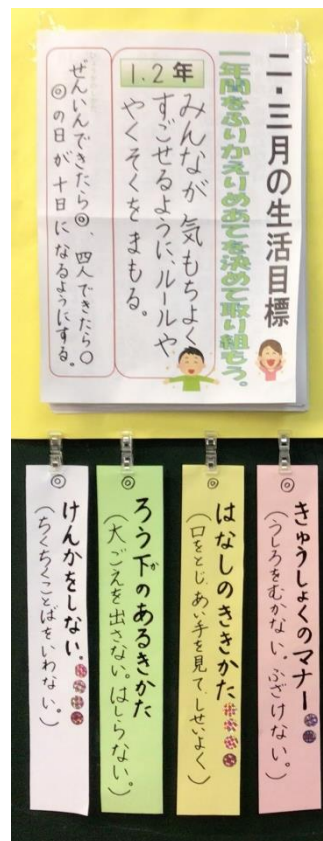 二・三月の生活目標
一年間をふりかえりめあてを決めて取り組もう。
1.2年
みんなが気もちよく
すごせるように、ルールや
やくそくをまもる。
ぜんいんできたら◎、四人できたら○
◎の日が十日になるようにする。
◎
きゅうしょくのマナー
(うしろをむかない。ふざけない。)
◎
はなしのききかた
(口をとじ、あい手を見て、しせいよく)
◎
ろう下のあるきかた
(大ごえを出さない。はしらない。)
◎
けんかをしない。
(ちくちくことばをいわない。)